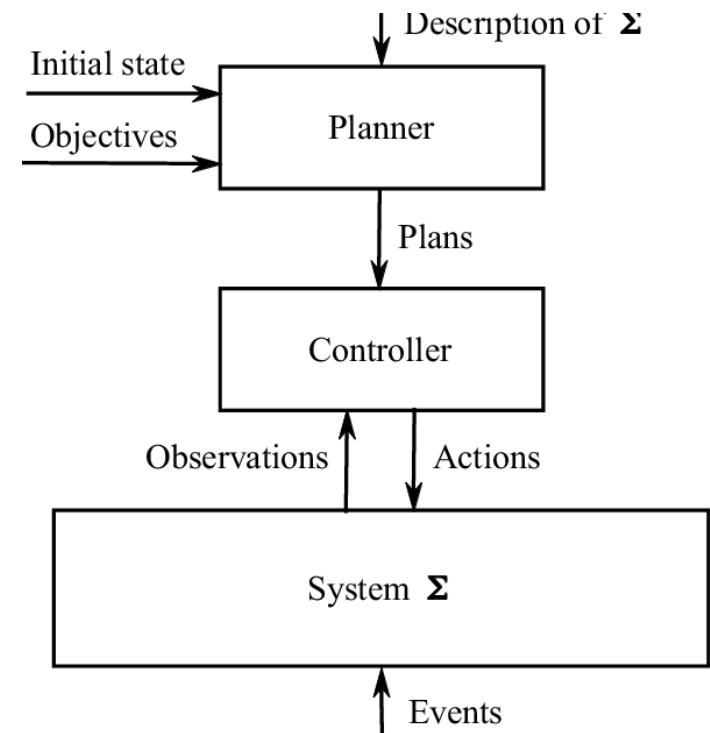 Description of Σ
Initial state
Planner
Objectives
Plans
Controller
Observations
Actions
System Σ
Events